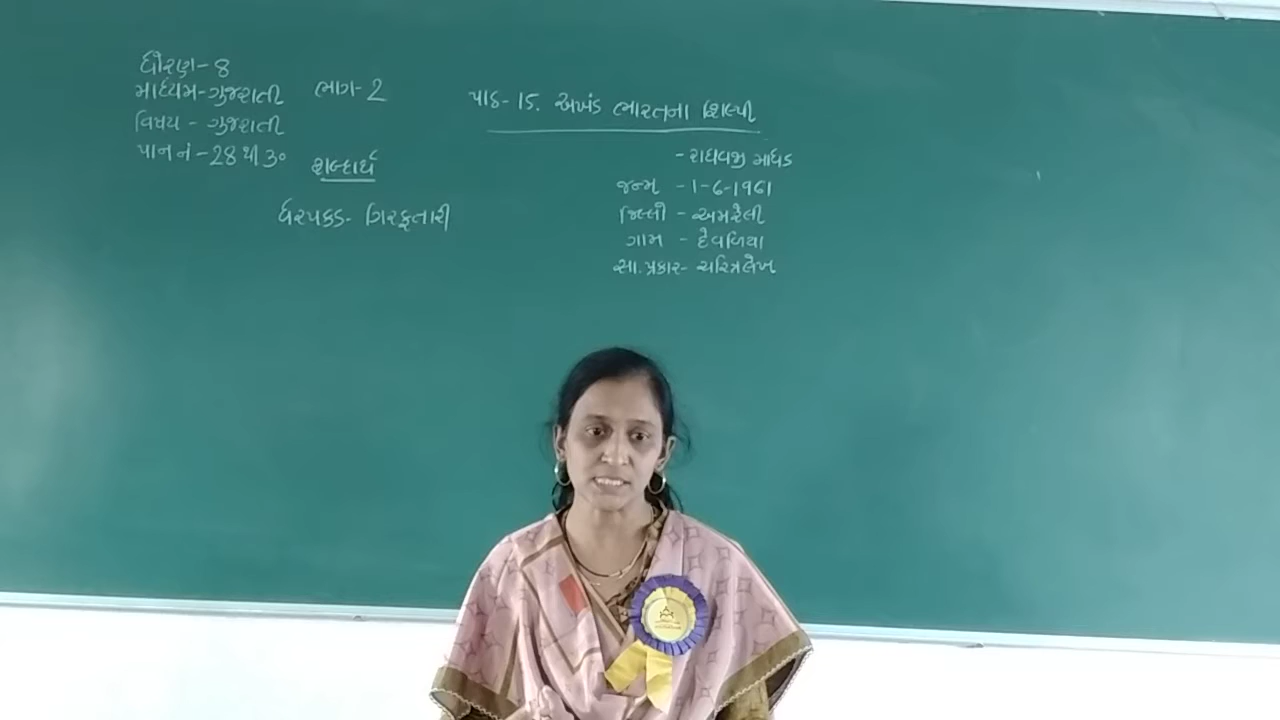 ધોરણ-8
માધ્યમ-ગુજરાતી
ભાગ-2
વિષય - ગુજરાતી
પાન નં-28 થી 30
શબ્દાર્થ
ધરપકડ- ગિરફતારી
પાઠ-15. અખંડ ભારતના શિલ્પી
-રાઘવજી માધડ
જન્મ -1-6-1961
જિલ્લો - અમરેલી
ગામ - દેવળિયા
સા. પ્રકાર- ચરિત્રલેખ